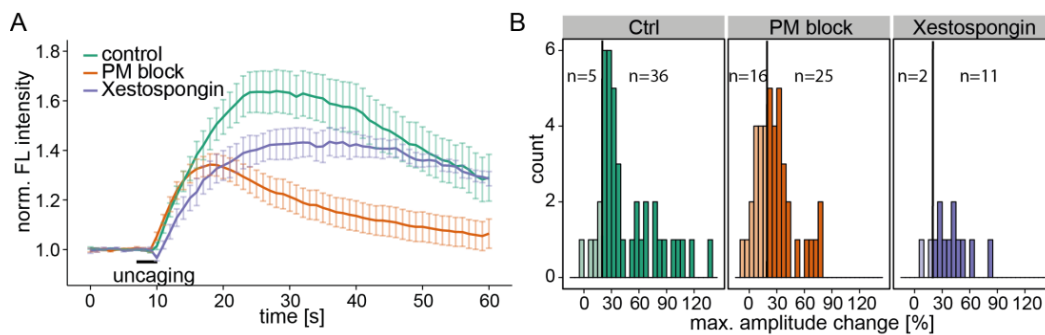 A
norm. FL intensity
1.8
1.6
1.4
1.2
1.0
control
PM block
Xestospongin
uncaging
0 10 20 30 40 50 60
time [s]
B
Ctrl PM block Xestospongin
count
6
4
2
0
n=5 n=36 n=16 n=25 n=2 n=11
0 30 60 90 120 0 30 60 90 120 0 30 60 90 120
max. amplitude change [%]